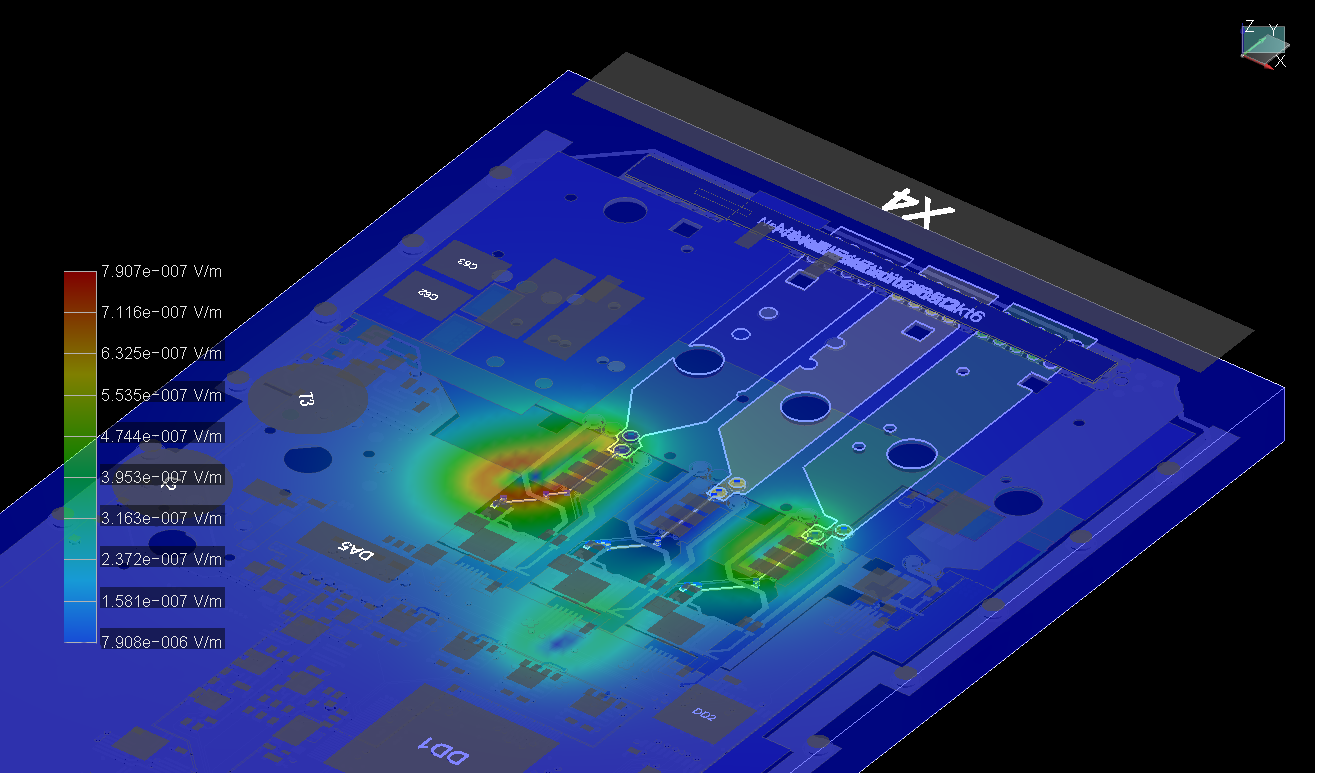 Z
Y
X
X4
C63
C62
7.907e-007 V/m
7.116e-007 V/m
6.325e-007 V/m
5.535e-007 V/m
4.744e-007 V/m
3.953e-007 V/m
3.163e-007 V/m
2.372e-007 V/m
1.581e-007 V/m
7.908e-006 V/m
DA5
DD2
DD1